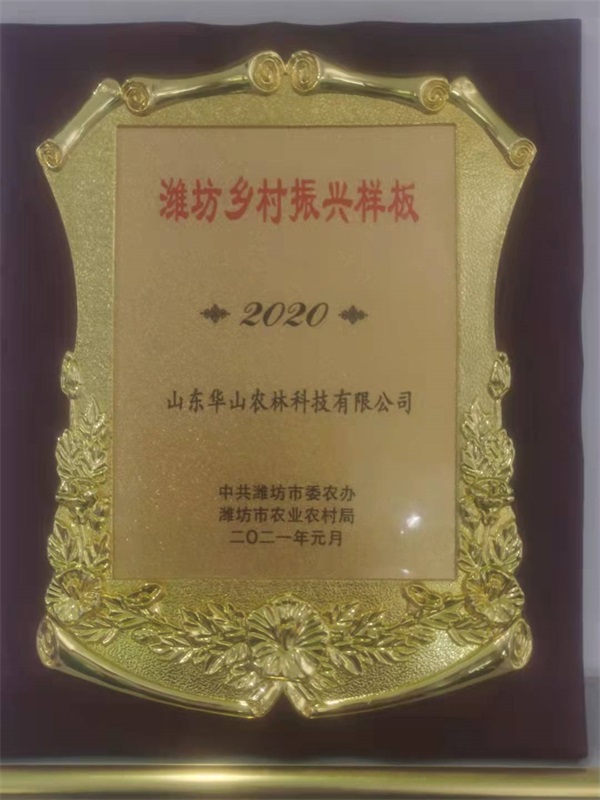 潍坊乡村振兴样板
2020
山东华山农林科技有限公司
中共潍坊市委农办
潍坊市农业农村局
二〇二一年元月